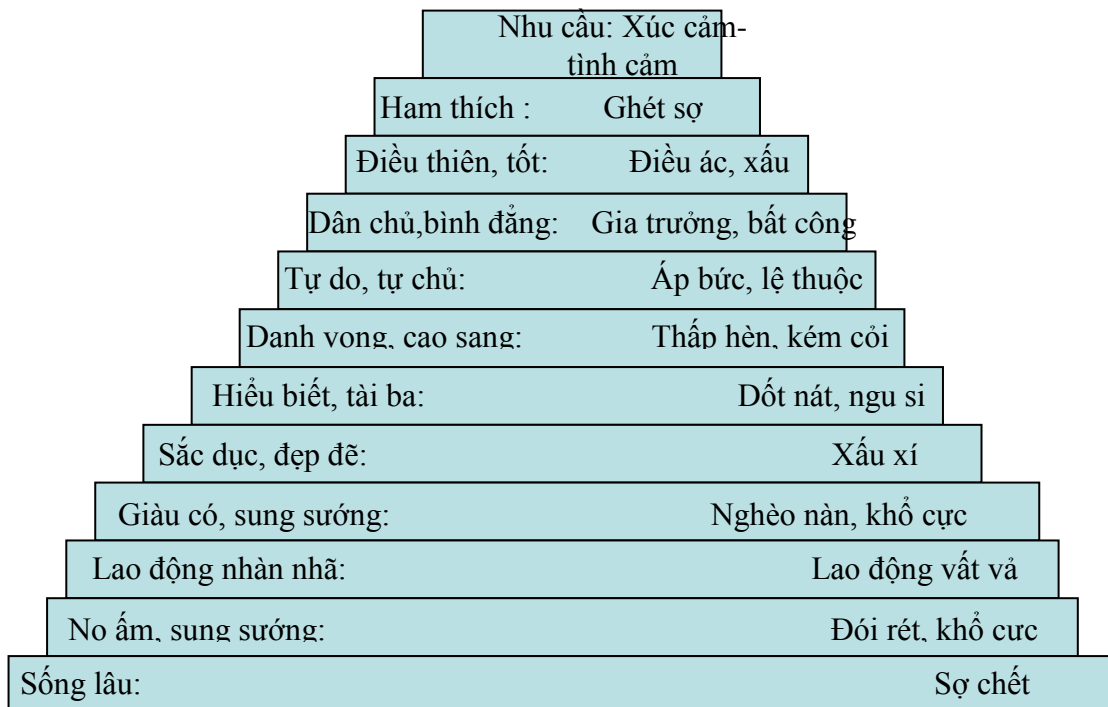 Nhu cầu: Xúc cảm-
tình cảm
Ham thích : Ghét sợ
Điều thiên, tốt: Điều ác, xấu
Dân chủ,bình đẳng: Gia trưởng, bất công
Tự do, tự chủ: Áp bức, lệ thuộc
Danh vọng, cao sang: Thấp hèn, kém cỏi
Hiểu biết, tài ba: Dốt nát, ngu si
Sắc dục, đẹp đẽ: Xấu xí
Giàu có, sung sướng: Nghèo nàn, khổ cực
Lao động nhàn nhã: Lao động vất vả
No ấm, sung sướng: Đói rét, khổ cực
Sống lâu: Sợ chết